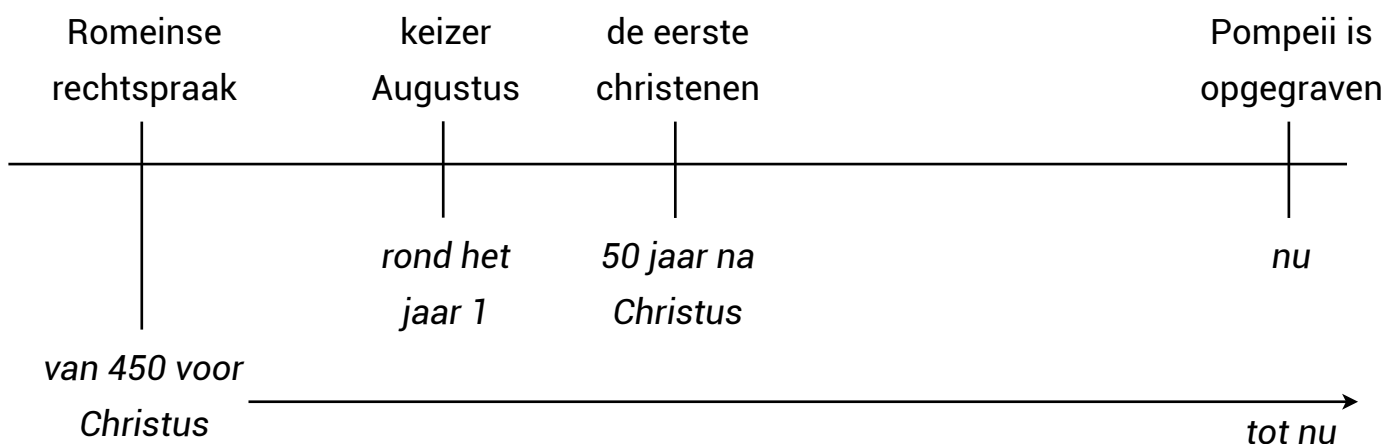 Romeinse
rechtspraak
keizer
Augustus
de eerste
christenen
Pompeii is
opgegraven
rond het
jaar 1
50 jaar na
Christus
nu
van 450 voor
Christus
tot nu